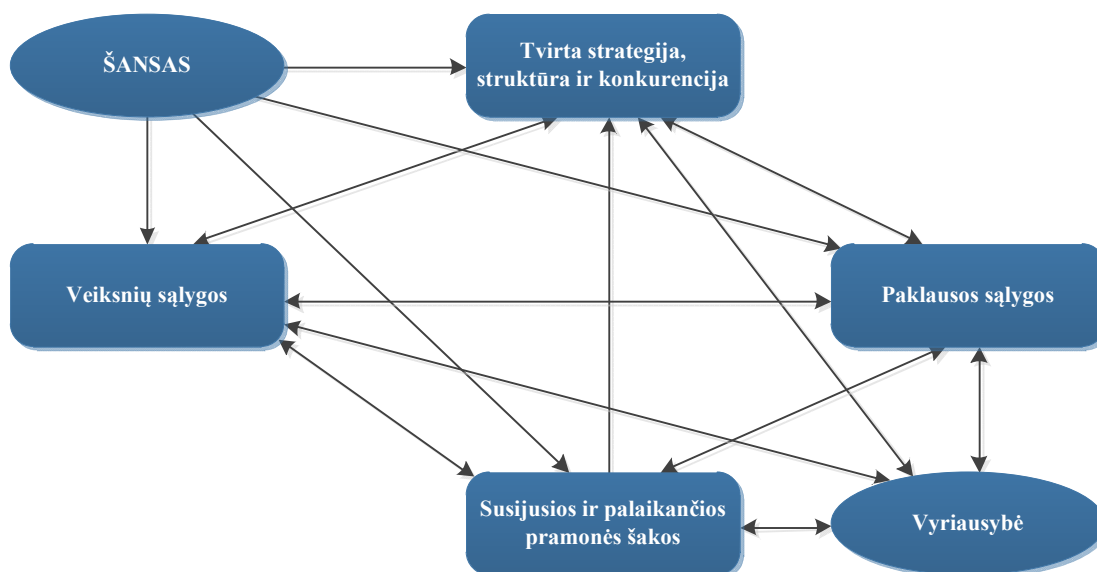 ŠANSAS
Tvirta strategija,
struktūra ir konkurencija
Veiksnių sąlygos
Paklausos sąlygos
Susijusios ir palaikančios
pramonės šakos
Vyriausybė